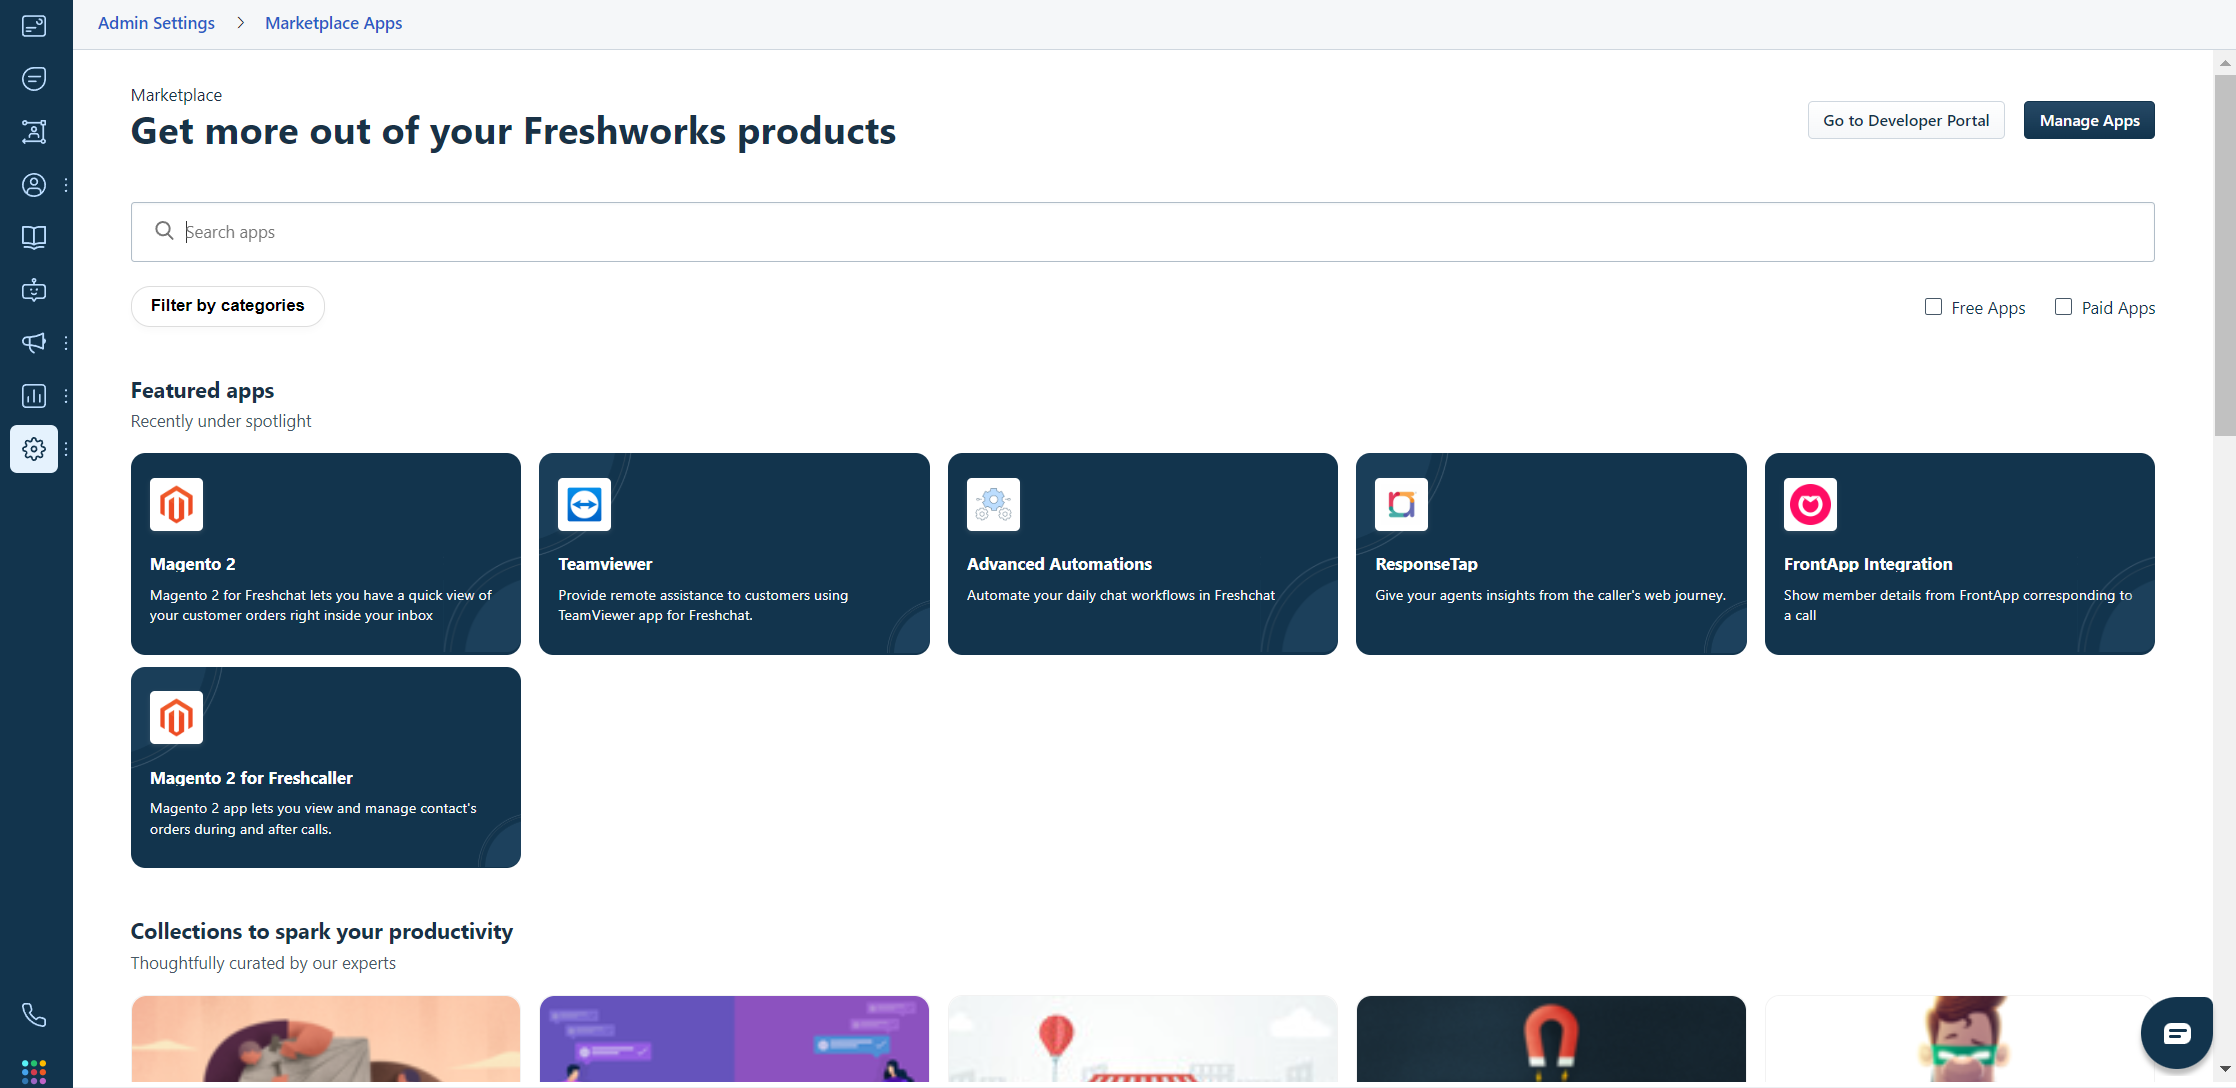 Admin Settings > Marketplace Apps
Marketplace
Get more out of your Freshworks products
Go to Developer Portal
Manage Apps
Search apps
Filter by categories
Free Apps
Paid Apps
Featured apps
Recently under spotlight
Magento 2
Magento 2 for Freshchat lets you have a quick view of
your customer orders right inside your inbox
Teamviewer
Provide remote assistance to customers using
TeamViewer app for Freshchat.
Advanced Automations
Automate your daily chat workflows in Freshchat
ResponseTap
Give your agents insights from the caller's web journey.
FrontApp Integration
Show member details from FrontApp corresponding to
a call
Magento 2 for Freshcaller
Magento 2 app lets you view and manage contact's
orders during and after calls.
Collections to spark your productivity
Thoughtfully curated by our experts